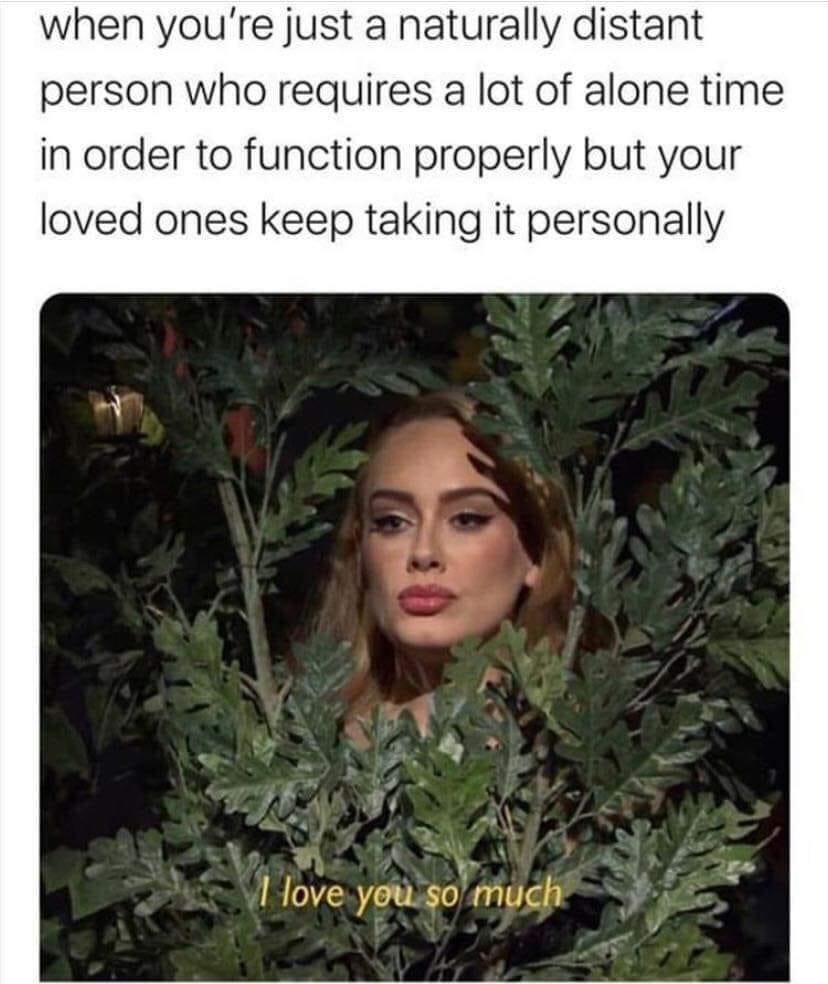 when you're just a naturally distant
person who requires a lot of alone time
in order to function properly but your
loved ones keep taking it personally
I love you so much